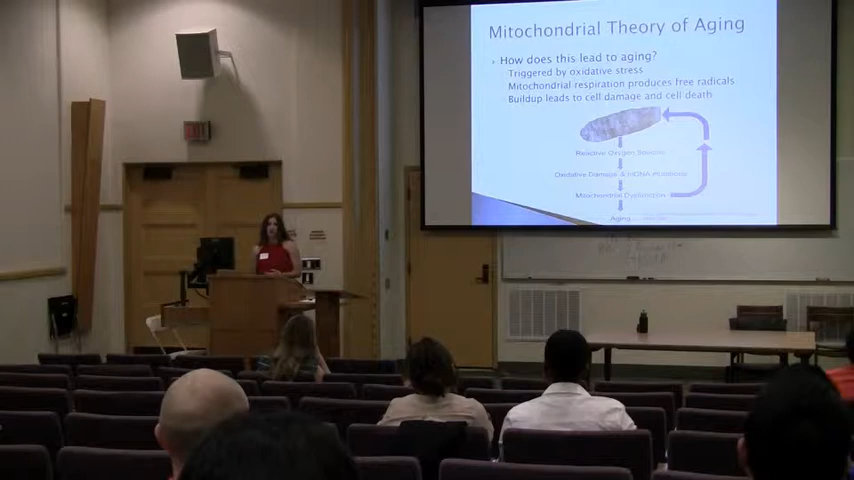 Mitochondrial Theory of Aging
How does this lead to aging?
Triggered by oxidative stress
Mitochondrial respiration produces free radicals
Buildup leads to cell damage and cell death
Reactive Oxygen Species
Oxidative Damage & mtDNA Mutations
Mitochondrial Dysfunction
Aging
EXIT